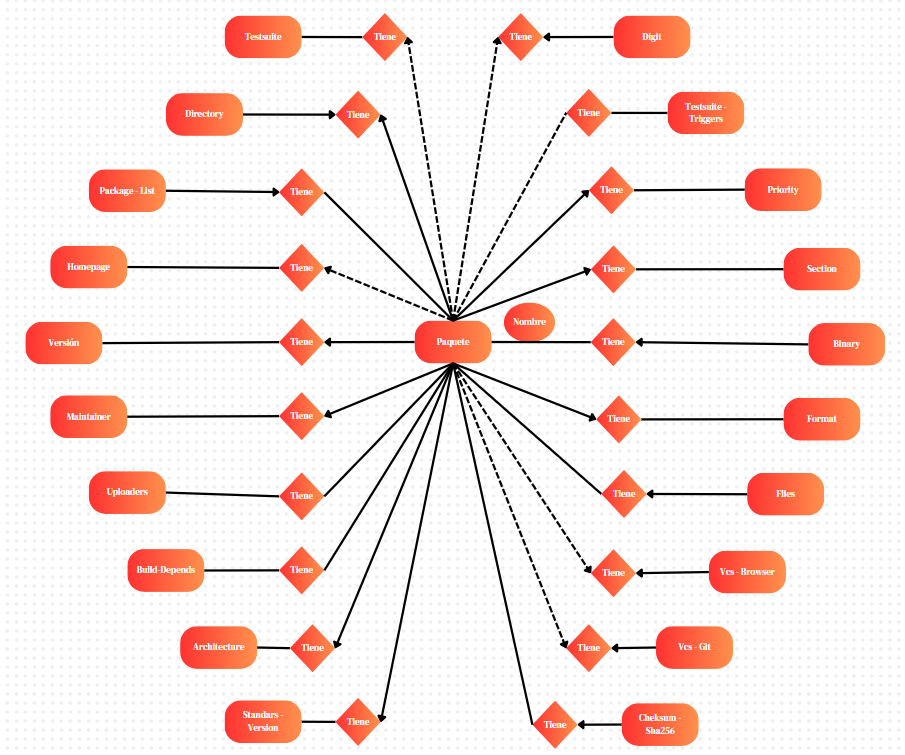 Testsuite
Tiene
Tiene
Digit
Directory
Tiene
Tiene
Testsuite -
Triggers
Package - List
Tiene
Tiene
Priority
Homepage
Tiene
Tiene
Section
Nombre
Versión
Tiene
Paquete
Tiene
Binary
Maintainer
Tiene
Tiene
Format
Uploaders
Tiene
Tiene
Files
Build-Depends
Tiene
Tiene
Vcs - Browser
Architecture
Tiene
Tiene
Vcs - Git
Standars -
Version
Tiene
Tiene
Cheksum -
Sha256